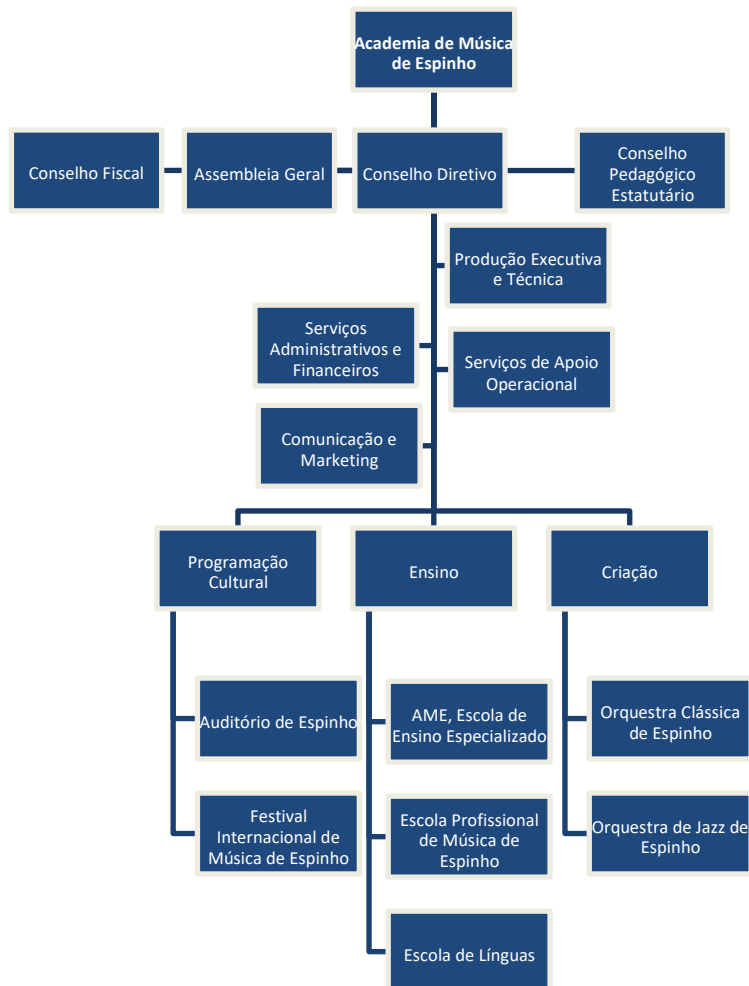 Academia de Música
de Espinho
Conselho Fiscal
Assembleia Geral
Conselho Diretivo
Conselho
Pedagógico
Estatutário
Produção Executiva
e Técnica
Serviços
Administrativos e
Financeiros
Serviços de Apoio
Operacional
Comunicação e
Marketing
Programação
Cultural
Ensino
Criação
Auditório de Espinho
AME, Escola de
Ensino Especializado
Orquestra Clássica
de Espinho
Festival
Internacional de
Música de Espinho
Escola Profissional
de Música de
Espinho
Orquestra de Jazz de
Espinho
Escola de Línguas